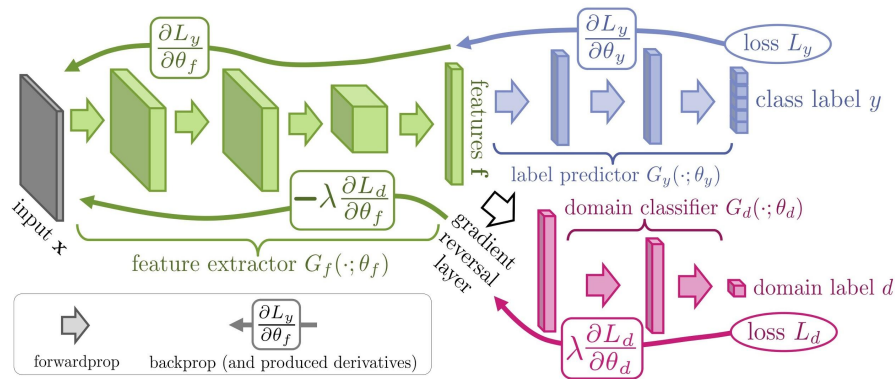 ∂L_y/∂θ_f
∂L_y/∂θ_y
loss L_y
features f
class label y
label predictor G_y(·;θ_y)
−λ ∂L_d/∂θ_f
input x
feature extractor G_f(·;θ_f)
gradient
reversal
layer
domain classifier G_d(·;θ_d)
domain label d
λ ∂L_d/∂θ_d
loss L_d
∂L_y/∂θ_f
forwardprop
backprop (and produced derivatives)